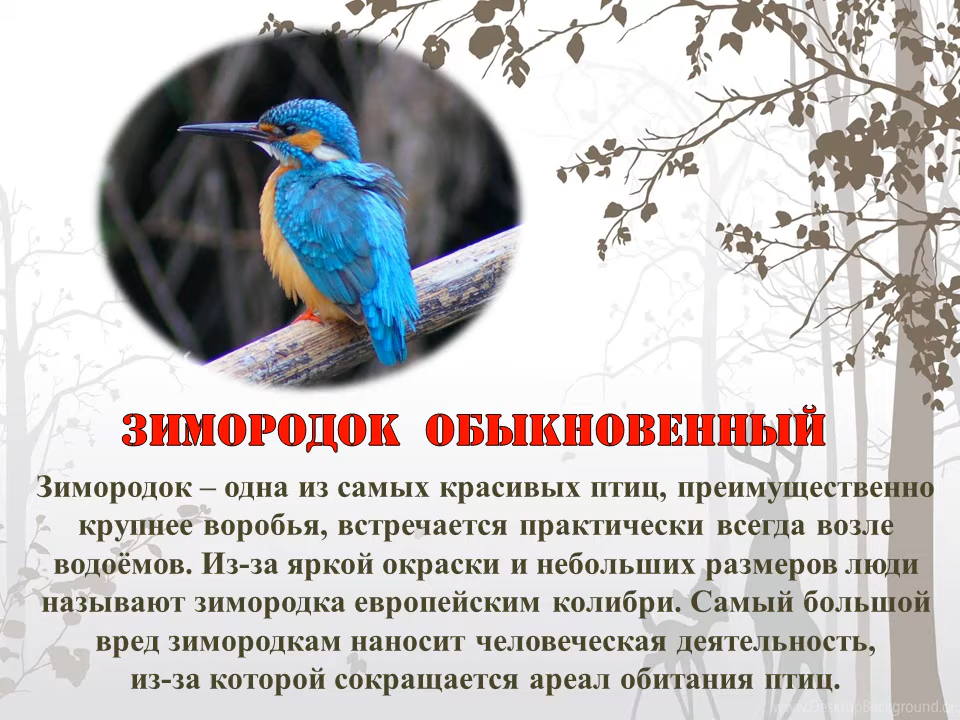 ЗИМОРОДОК ОБЫКНОВЕННЫЙ
Зимородок – одна из самых красивых птиц, преимущественно
крупнее воробья, встречается практически всегда возле
водоёмов. Из-за яркой окраски и небольших размеров люди
называют зимородка европейским колибри. Самый большой
вред зимородкам наносит человеческая деятельность,
из-за которой сокращается ареал обитания птиц.